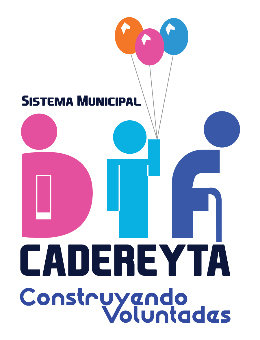 SISTEMA MUNICIPAL
DIF
CADEREYTA
Construyendo
Voluntades